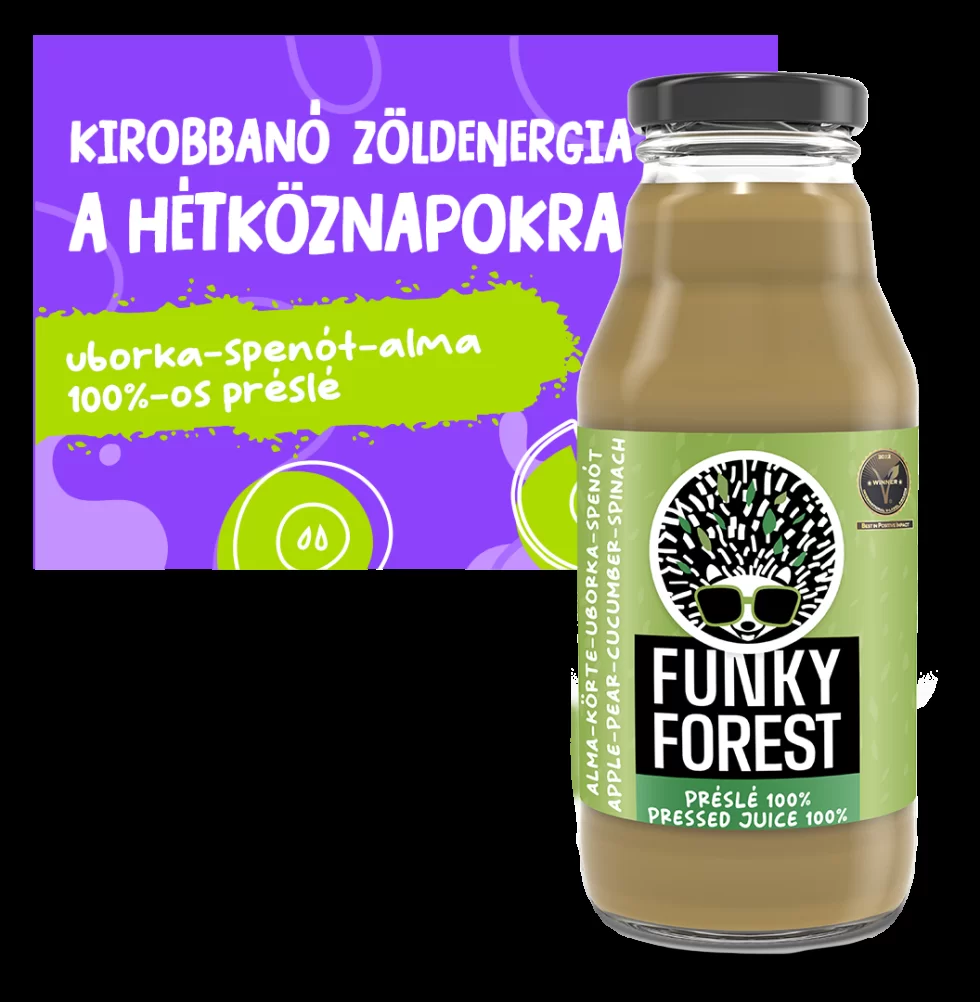 KIROBBANÓ ZÖLDENERGIA
A HÉTKÖZNAPOKRA
uborka-spenót-alma
100%-os préslé
ALMA-KÖRTE-UBORKA-SPENÓT
APPLE-PEAR-CUCUMBER-SPINACH
WINNER
BEST IN POSITIVE IMPACT
FUNKY
FOREST
PRÉSLÉ 100%
PRESSED JUICE 100%